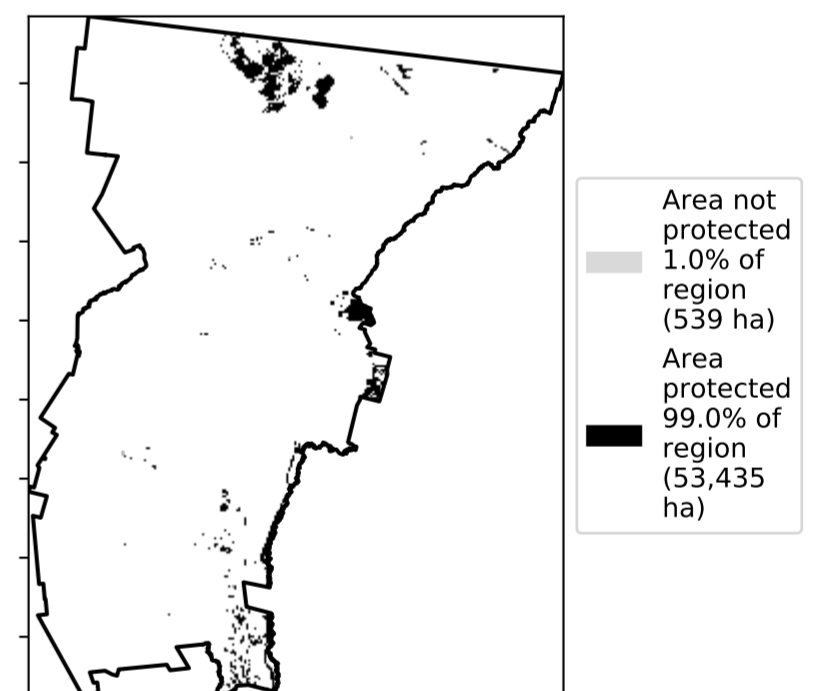 Area not
protected
1.0% of
region
(539 ha)
Area
protected
99.0% of
region
(53,435
ha)